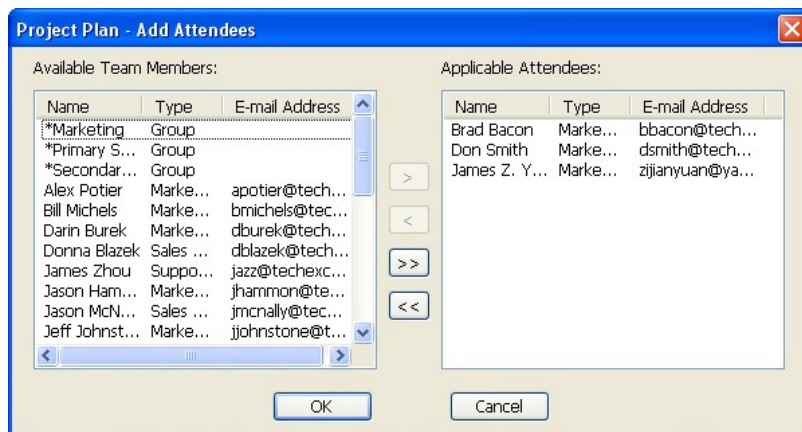 Project Plan - Add Attendees
Available Team Members:
Name Type E-mail Address
*Marketing Group
*Primary S... Group
*Secondar... Group
Alex Potier Marke... apotier@tech...
Bill Michels Marke... bmichels@tec...
Darin Burek Marke... dburek@tech...
Donna Blazek Sales ... dblazek@tech...
James Zhou Suppo... jazz@techexc...
Jason Ham... Marke... jhammon@te...
Jason McN... Sales ... jmcnally@tec...
Jeff Johnst... Marke... jjohnstone@t...
>
<
>>
<<
Applicable Attendees:
Name Type E-mail Address
Brad Bacon Marke... bbacon@tech...
Don Smith Marke... dsmith@tech...
James Z. Y... Marke... zijianyuan@ya...
OK Cancel